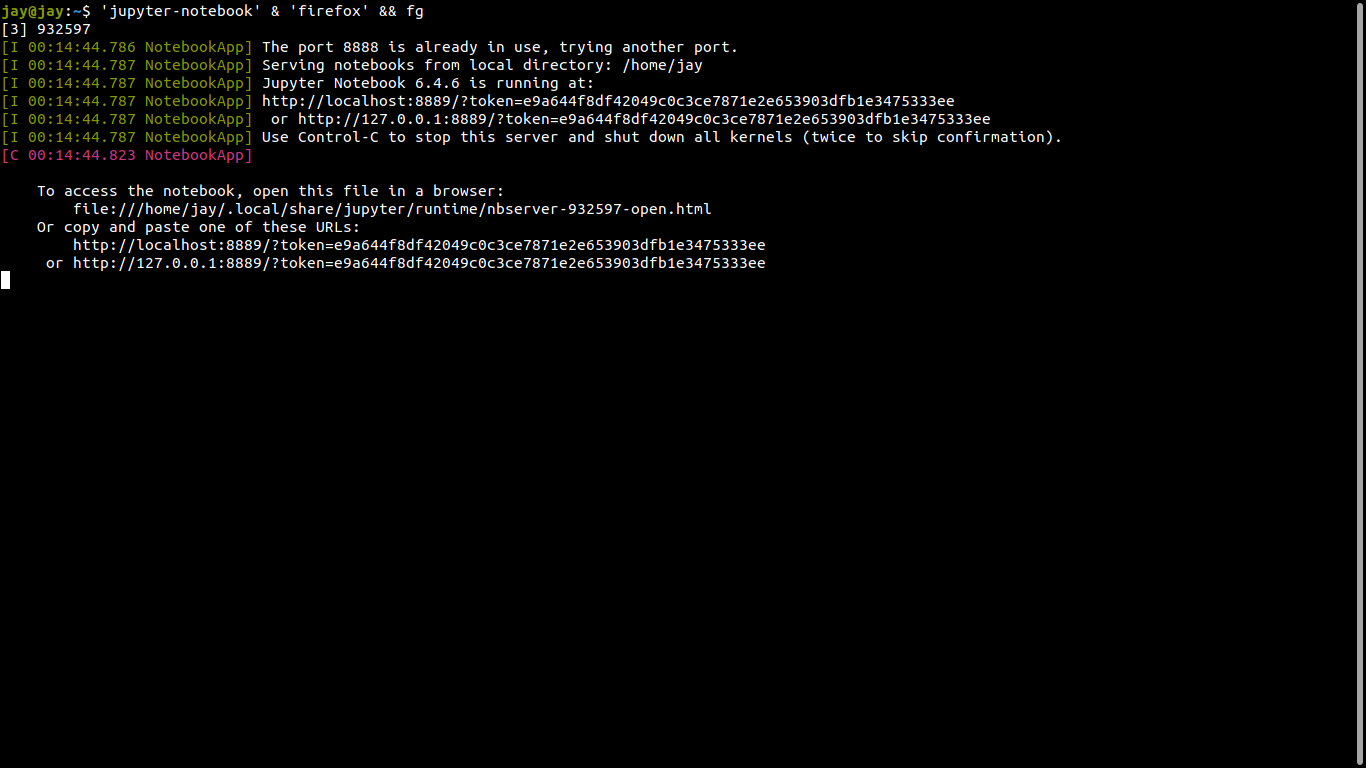 jay@jay:~$ 'jupyter-notebook' & 'firefox' && fg
[3] 932597
[I 00:14:44.786 NotebookApp] The port 8888 is already in use, trying another port.
[I 00:14:44.787 NotebookApp] Serving notebooks from local directory: /home/jay
[I 00:14:44.787 NotebookApp] Jupyter Notebook 6.4.6 is running at:
[I 00:14:44.787 NotebookApp] http://localhost:8889/?token=e9a644f8df42049c0c3ce7871e2e653903dfb1e3475333ee
[I 00:14:44.787 NotebookApp]  or http://127.0.0.1:8889/?token=e9a644f8df42049c0c3ce7871e2e653903dfb1e3475333ee
[I 00:14:44.787 NotebookApp] Use Control-C to stop this server and shut down all kernels (twice to skip confirmation).
[C 00:14:44.823 NotebookApp]
    To access the notebook, open this file in a browser:
        file:///home/jay/.local/share/jupyter/runtime/nbserver-932597-open.html
    Or copy and paste one of these URLs:
        http://localhost:8889/?token=e9a644f8df42049c0c3ce7871e2e653903dfb1e3475333ee
     or http://127.0.0.1:8889/?token=e9a644f8df42049c0c3ce7871e2e653903dfb1e3475333ee